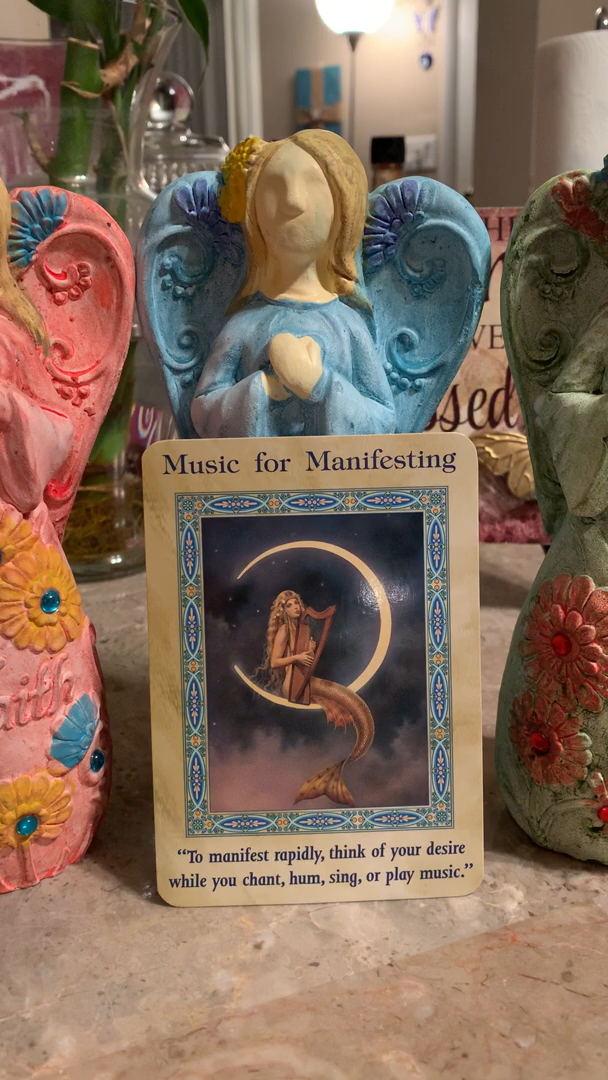 Music for Manifesting
“To manifest rapidly, think of your desire
while you chant, hum, sing, or play music.”